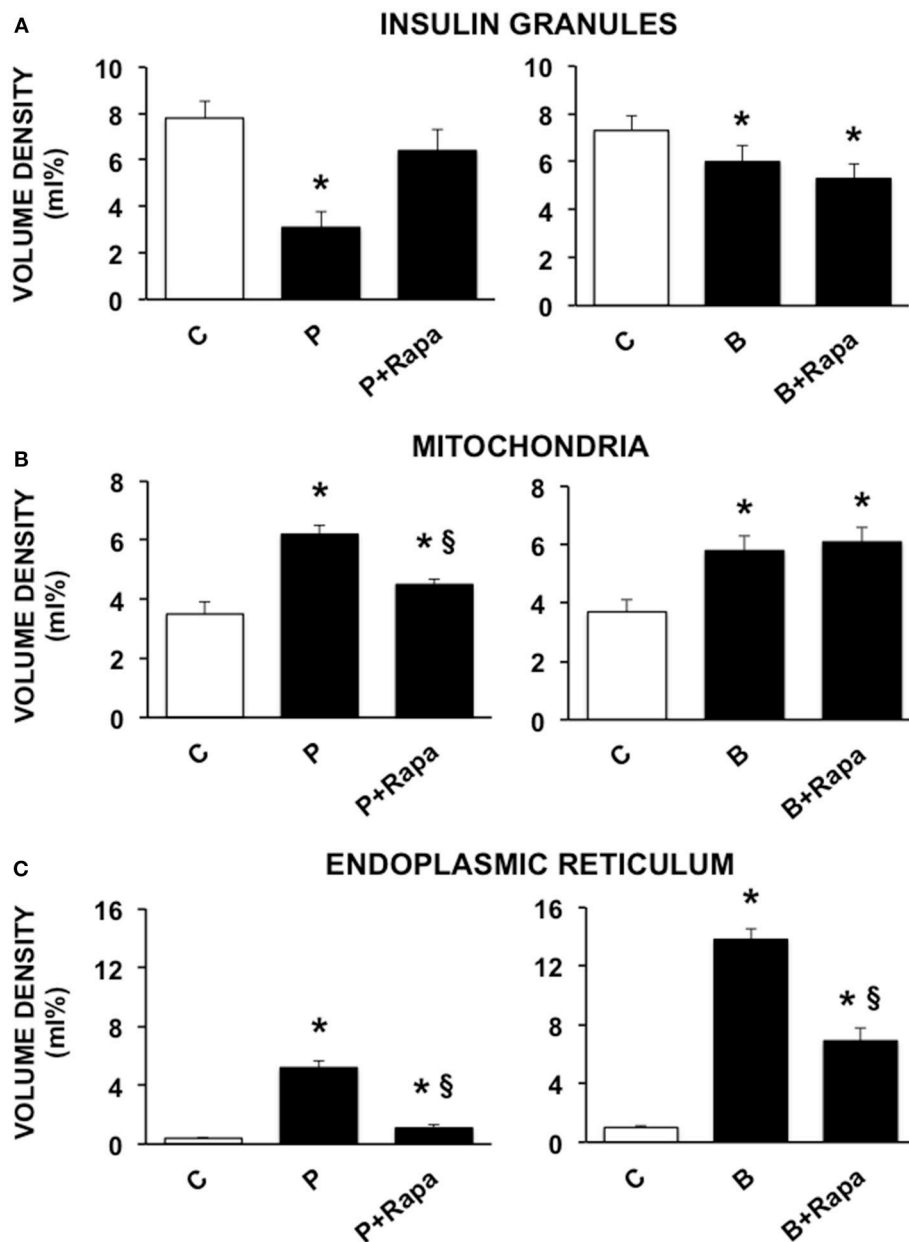 A
INSULIN GRANULES
VOLUME DENSITY
(ml%)
10
8
6
4
2
0
*
C
P
P+Rapa
10
8
6
4
2
0
*
*
C
B
B+Rapa
B
MITOCHONDRIA
VOLUME DENSITY
(ml%)
8
6
4
2
0
*
* §
C
P
P+Rapa
8
6
4
2
0
*
*
C
B
B+Rapa
C
ENDOPLASMIC RETICULUM
VOLUME DENSITY
(ml%)
16
12
8
4
0
*
* §
C
P
P+Rapa
16
12
8
4
0
*
* §
C
B
B+Rapa